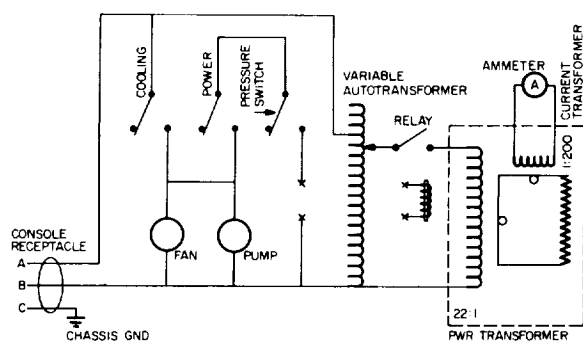 COOLING
POWER
PRESSURE
SWITCH
VARIABLE
AUTOTRANSFORMER
RELAY
AMMETER
A
CURRENT
TRANSFORMER
1:200
CONSOLE
RECEPTACLE
A
B
C
FAN
PUMP
CHASSIS GND
22:1
PWR TRANSFORMER